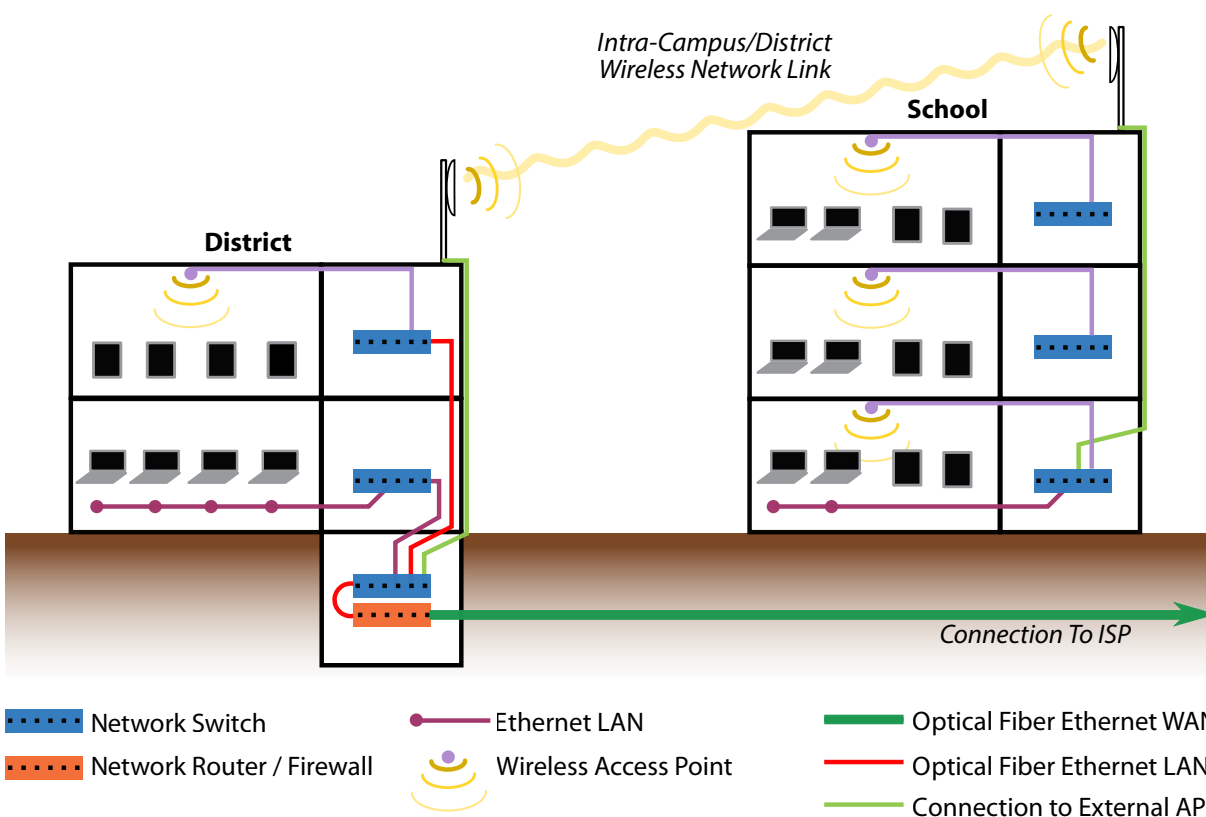 Intra-Campus/District
Wireless Network Link
School
District
Connection To ISP
Network Switch
Ethernet LAN
Optical Fiber Ethernet WAN
Network Router / Firewall
Wireless Access Point
Optical Fiber Ethernet LAN
Connection to External AP